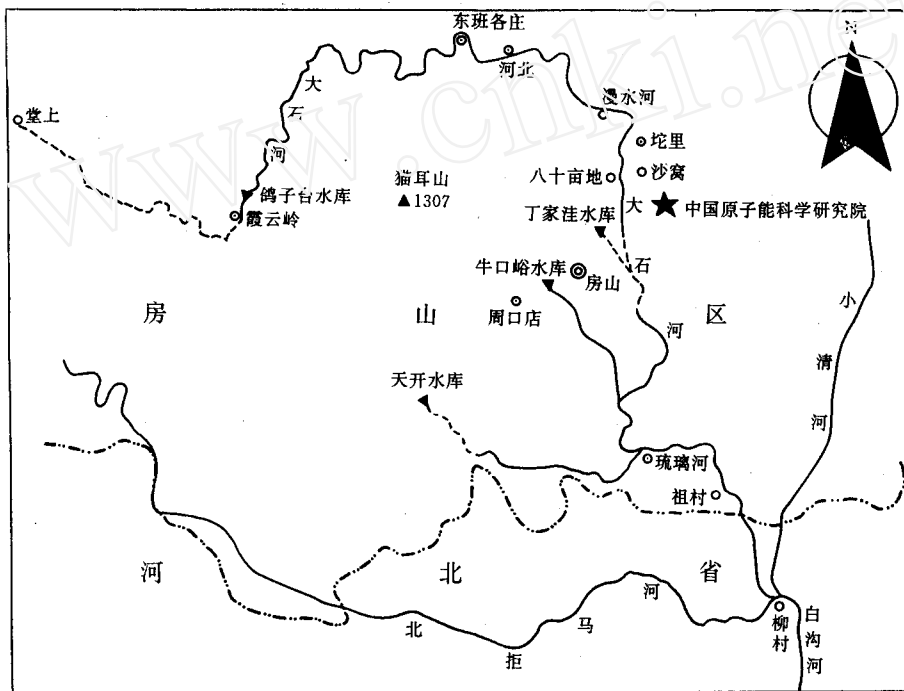 www.cnki.net
东班各庄
河北
大石河
漫水河
堂上
坨里
猫耳山
▲1307
八十亩地
沙窝
鸽子台水库
霞云岭
丁家洼水库
大石河
中国原子能科学研究院
牛口峪水库
房山
周口店
房山区
小清河
天开水库
琉璃河
祖村
河北省
北拒马河
柳村
白沟河